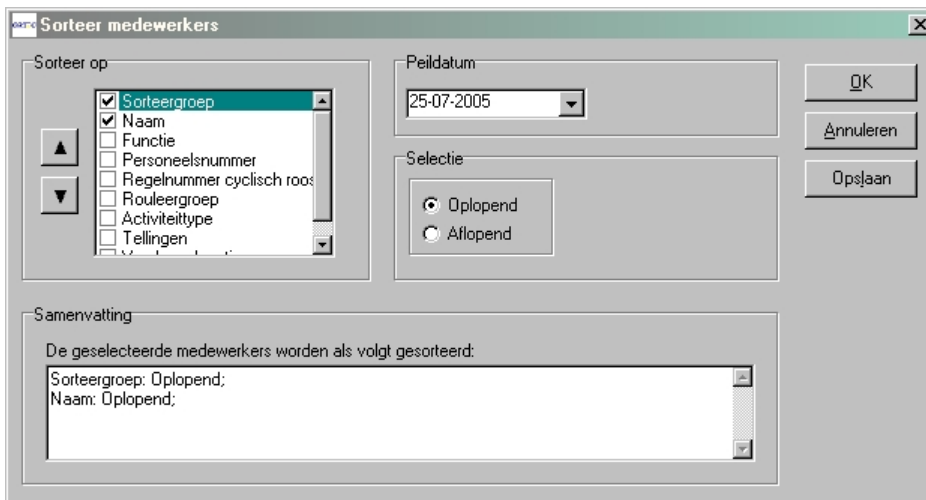 Sorteer medewerkers
Sorteer op
Sorteergroep
Naam
Functie
Personeelsnummer
Regelnummer cyclisch roos
Rouleergroep
Activiteittype
Tellingen
Peildatum
25-07-2005
Selectie
Oplopend
Aflopend
OK
Annuleren
Opslaan
Samenvatting
De geselecteerde medewerkers worden als volgt gesorteerd:
Sorteergroep: Oplopend;
Naam: Oplopend;